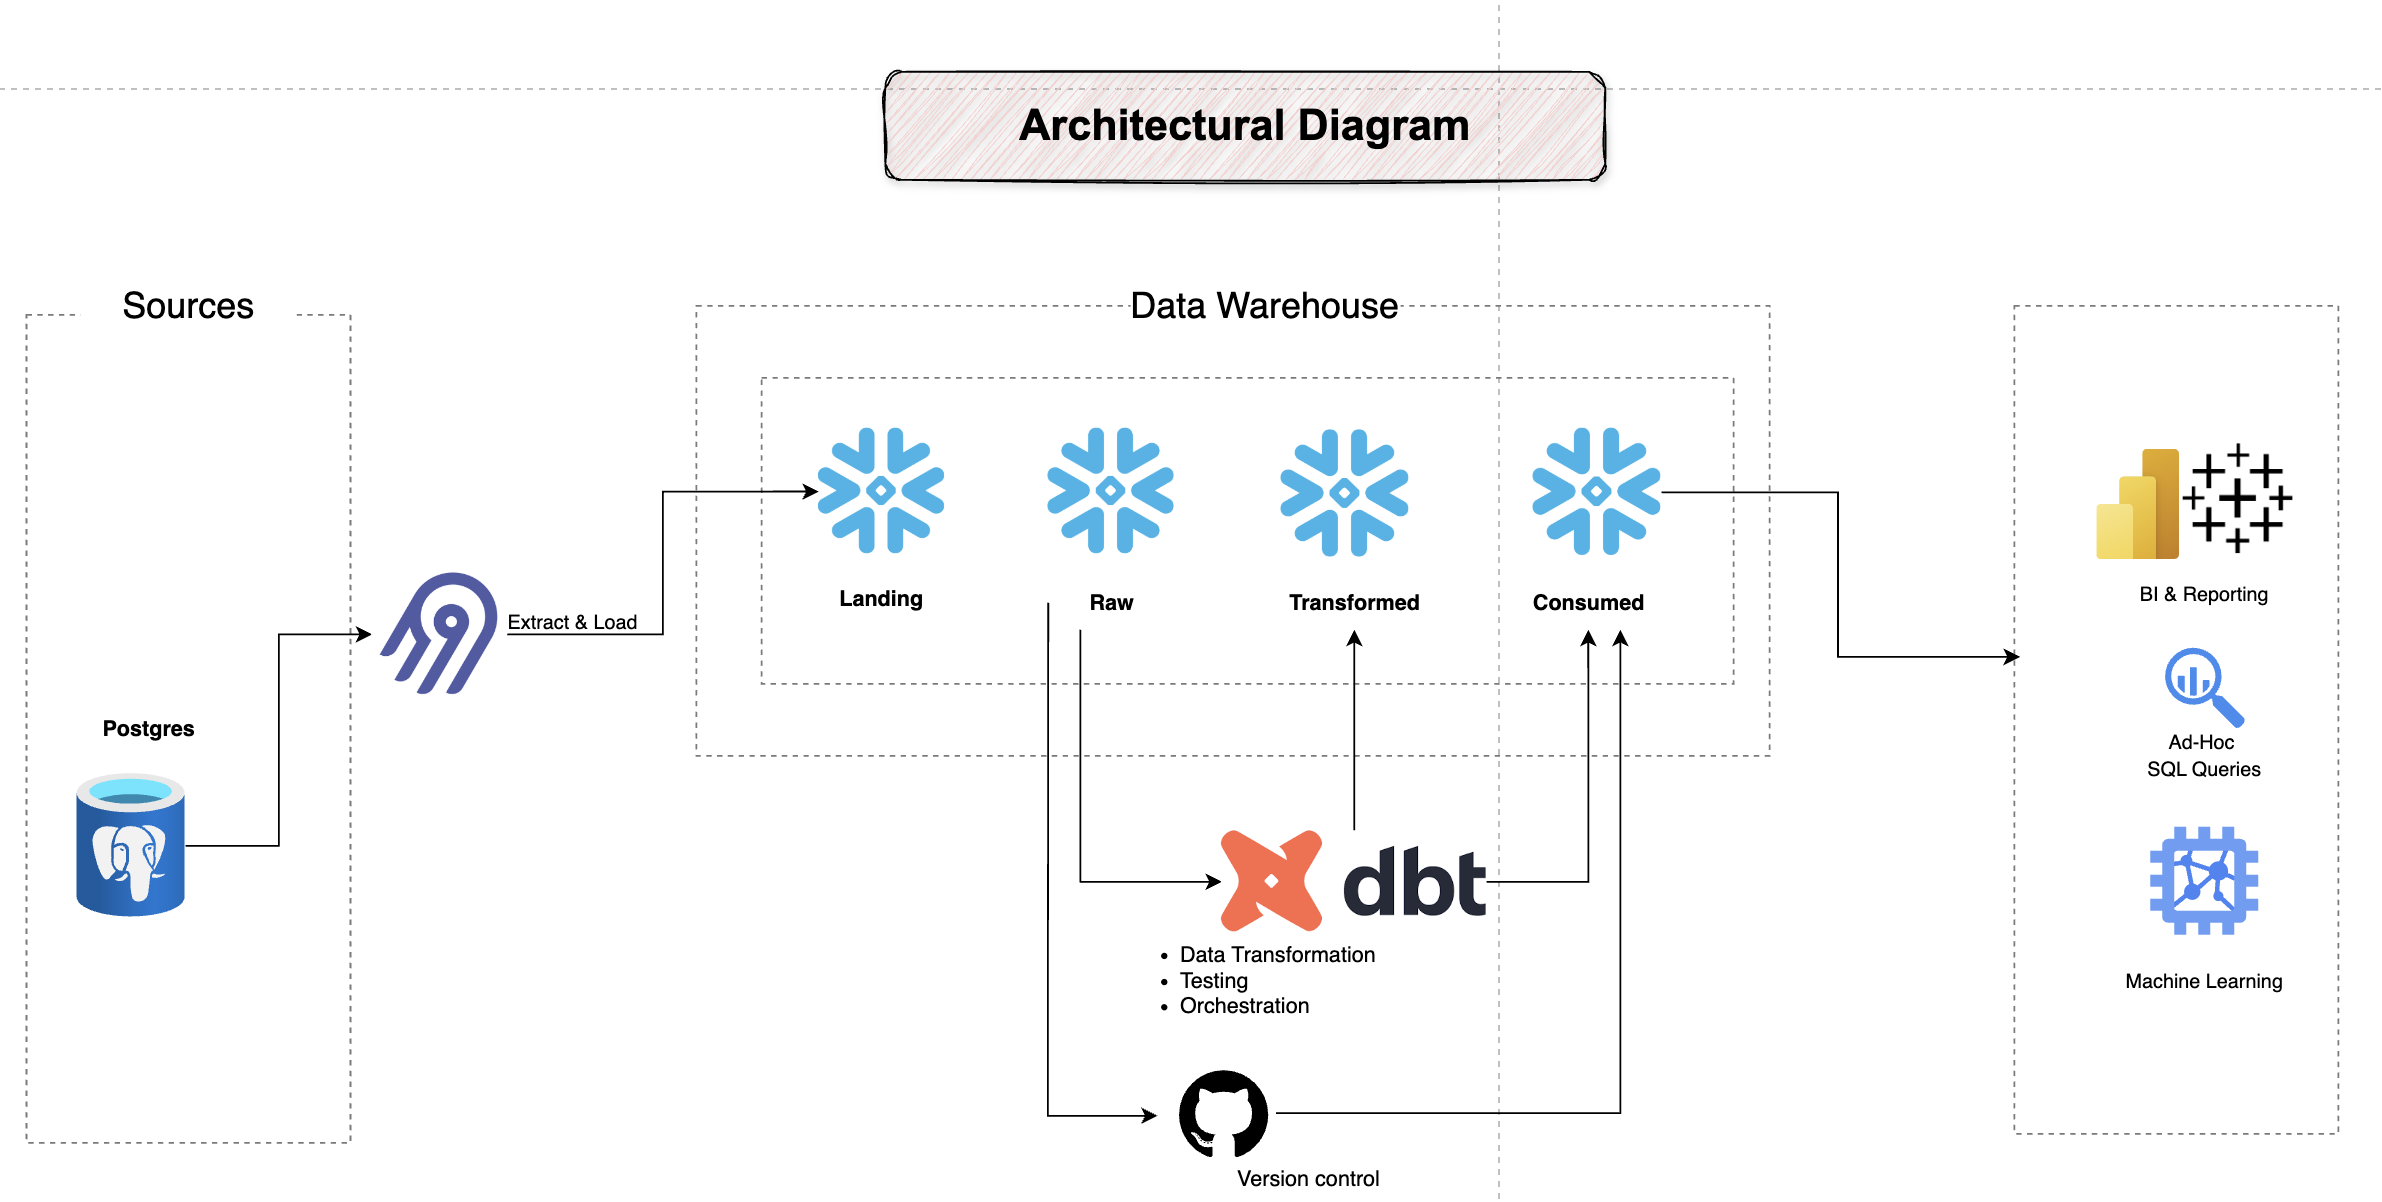 Architectural Diagram
Sources
Data Warehouse
Landing
Raw
Transformed
Consumed
BI & Reporting
Extract & Load
Postgres
Ad-Hoc
SQL Queries
dbt
• Data Transformation
• Testing
• Orchestration
Machine Learning
Version control